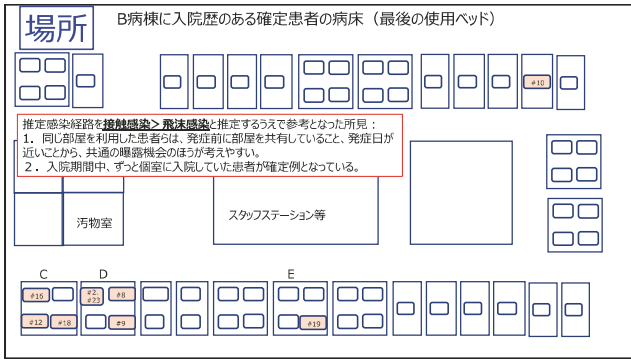 場所
B病棟に入院歴のある確定患者の病床（最後の使用ベッド）
#10
推定感染経路を接触感染＞飛沫感染と推定するうえで参考となった所見：
1．同じ部屋を利用した患者らは、発症前に部屋を共有していること、発症日が
近いことから、共通の曝露機会のほうが考えやすい。
2．入院期間中、ずっと個室に入院していた患者が確定例となっている。
汚物室
スタッフステーション等
C
D
E
#16
#2,
#23
#8
#12
#18
#9
#19